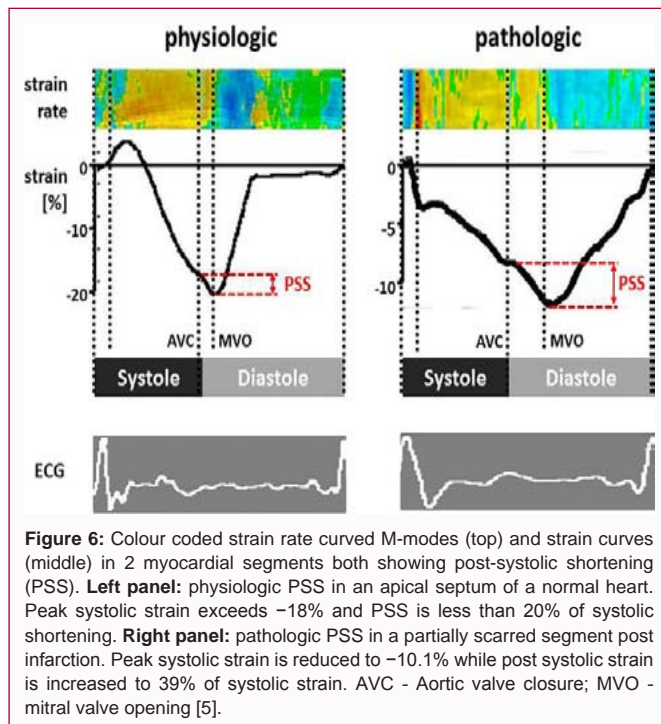 physiologic pathologic
strain rate
0 0
strain [%]
-5
-10
PSS PSS
-20 -10
AVC MVO AVC MVO
Systole Diastole Systole Diastole
ECG
Figure 6: Colour coded strain rate curved M-modes (top) and strain curves
(middle) in 2 myocardial segments both showing post-systolic shortening
(PSS). Left panel: physiologic PSS in an apical septum of a normal heart.
Peak systolic strain exceeds −18% and PSS is less than 20% of systolic
shortening. Right panel: pathologic PSS in a partially scarred segment post
infarction. Peak systolic strain is reduced to −10.1% while post systolic strain
is increased to 39% of systolic strain. AVC - Aortic valve closure; MVO -
mitral valve opening [5].